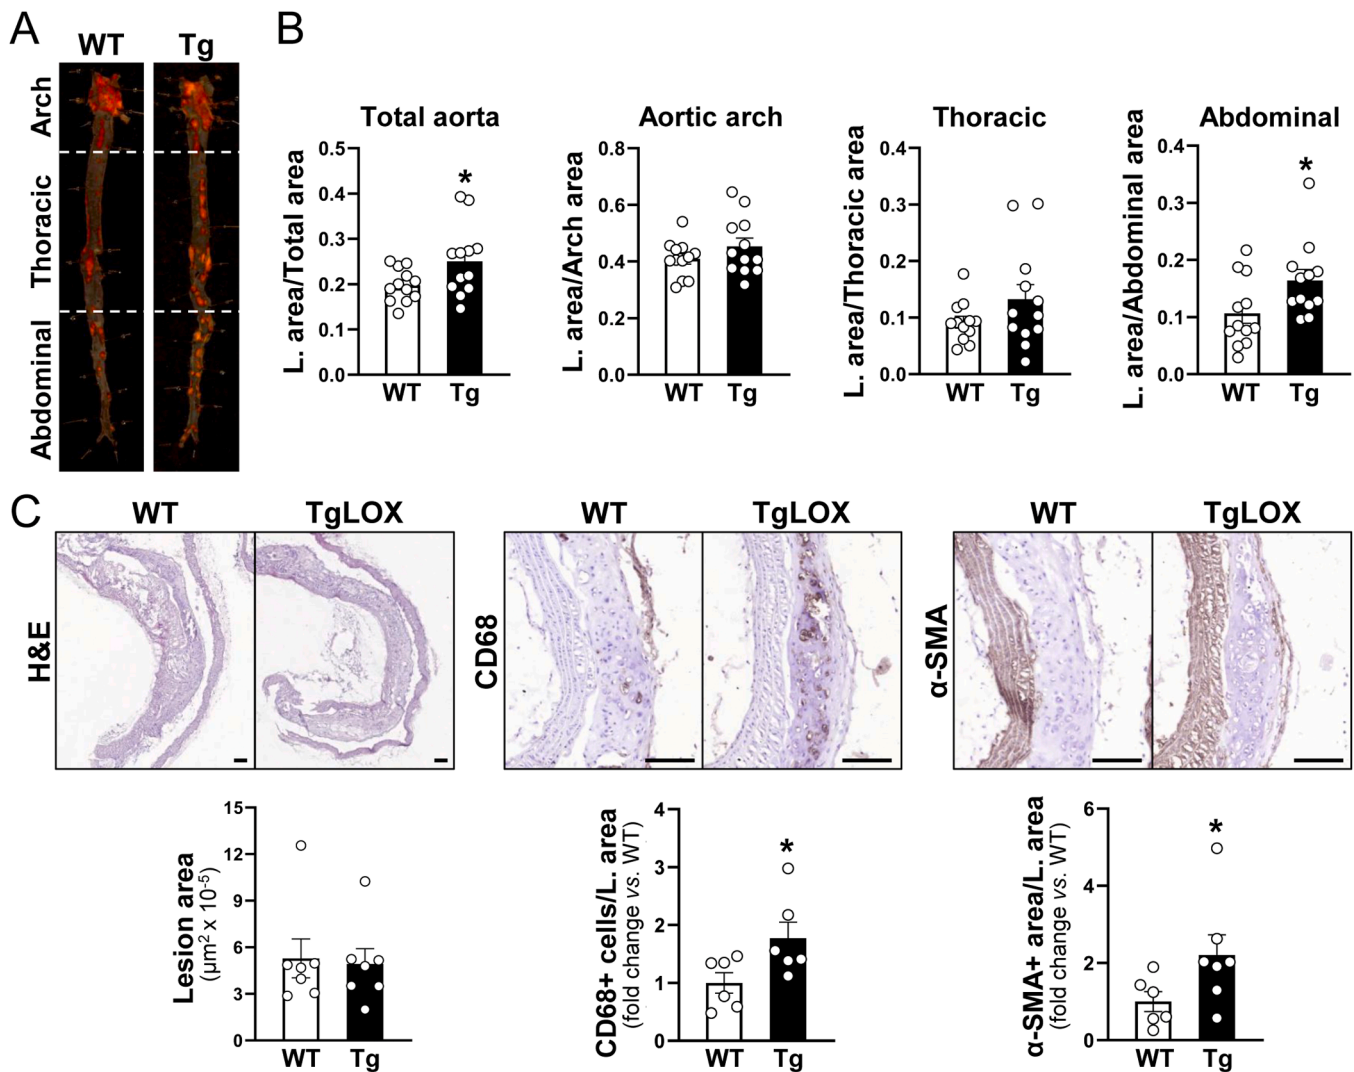 A
WT Tg
Arch
Thoracic
Abdominal
B
Total aorta
L. area/Total area
0.5
0.4
0.3
0.2
0.1
0.0
*
WT Tg
Aortic arch
L. area/Arch area
0.8
0.6
0.4
0.2
0.0
WT Tg
Thoracic
L. area/Thoracic area
0.4
0.3
0.2
0.1
0.0
WT Tg
Abdominal
L. area/Abdominal area
0.4
0.3
0.2
0.1
0.0
*
WT Tg
C
WT TgLOX
H&E
WT TgLOX
CD68
WT TgLOX
α-SMA
Lesion area
(µm² x 10⁻⁵)
15
12
9
6
3
0
WT Tg
CD68+ cells/L. area
(fold change vs. WT)
4
3
2
1
0
*
WT Tg
α-SMA+ area/L. area
(fold change vs. WT)
6
4
2
0
*
WT Tg